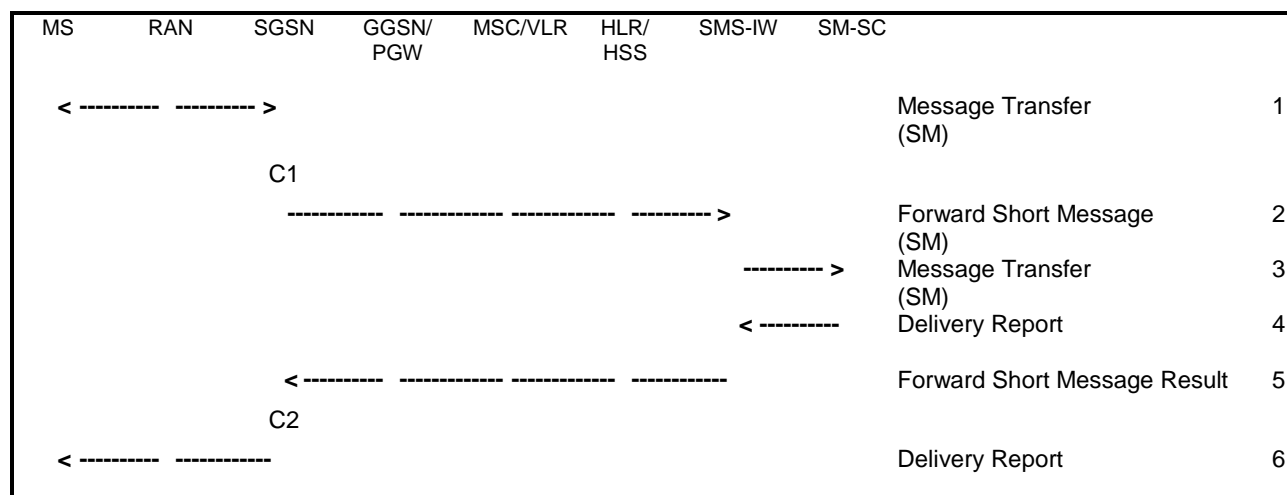 MS RAN SGSN GGSN/ MSC/VLR HLR/ SMS-IW SM-SC
PGW HSS
< ---------- ---------- > Message Transfer 1
(SM)
C1
------------ ------------- ------------- ---------- > Forward Short Message 2
(SM)
---------- > Message Transfer 3
(SM)
< ---------- Delivery Report 4
< ---------- ------------- ------------- ------------ Forward Short Message Result 5
C2
< ---------- ------------ Delivery Report 6